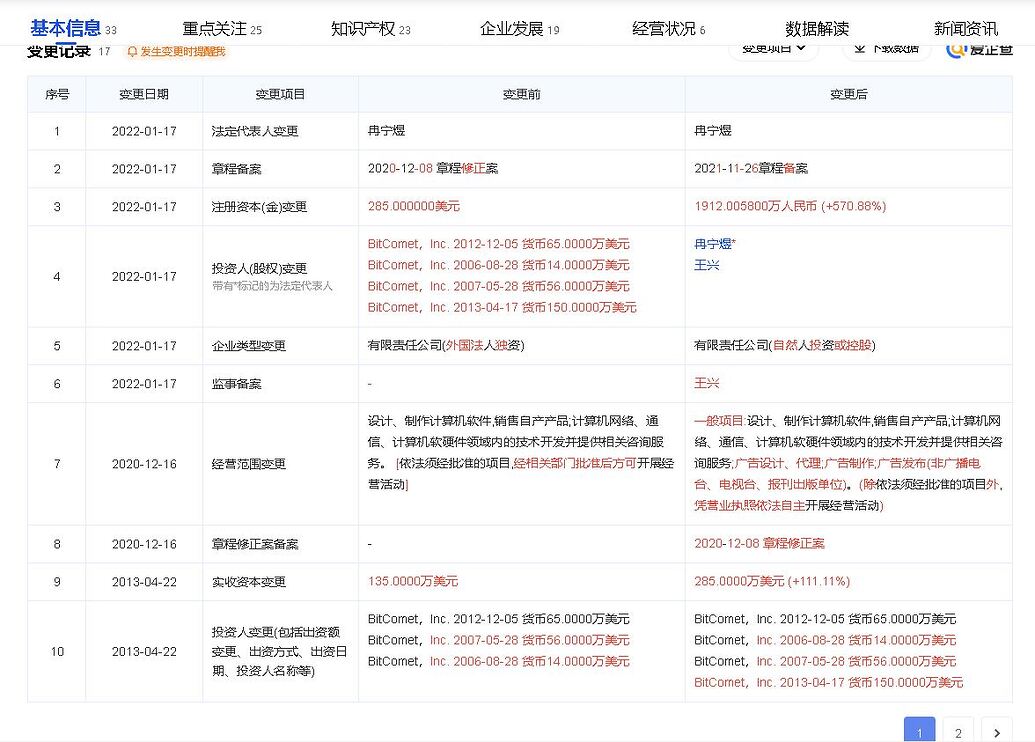 基本信息 33 重点关注 25 知识产权 23 企业发展 19 经营状况 6 数据解读 新闻资讯
变更记录 17 发生变更时提醒我 变更项目 下载数据 爱企查
序号 变更日期 变更项目 变更前 变更后
1 2022-01-17 法定代表人变更 冉宁煜 冉宁煜
2 2022-01-17 章程备案 2020-12-08 章程修正案 2021-11-26章程备案
3 2022-01-17 注册资本(金)变更 285.000000美元 1912.005800万人民币 (+570.88%)
4 2022-01-17 投资人(股权)变更
带有*标记的为法定代表人
BitComet，Inc. 2012-12-05 货币65.0000万美元
BitComet，Inc. 2006-08-28 货币14.0000万美元
BitComet，Inc. 2007-05-28 货币56.0000万美元
BitComet，Inc. 2013-04-17 货币150.0000万美元
冉宁煜*
王兴
5 2022-01-17 企业类型变更 有限责任公司(外国法人独资) 有限责任公司(自然人投资或控股)
6 2022-01-17 监事备案 - 王兴
7 2020-12-16 经营范围变更
设计、制作计算机软件,销售自产产品;计算机网络、通
信、计算机软硬件领域内的技术开发并提供相关咨询服
务。 [依法须经批准的项目,经相关部门批准后方可开展经
营活动]
一般项目:设计、制作计算机软件,销售自产产品;计算机网
络、通信、计算机软硬件领域内的技术开发并提供相关咨
询服务;广告设计、代理;广告制作;广告发布(非广播电
台、电视台、报刊出版单位)。(除依法须经批准的项目外，
凭营业执照依法自主开展经营活动)
8 2020-12-16 章程修正案备案 - 2020-12-08 章程修正案
9 2013-04-22 实收资本变更 135.0000万美元 285.0000万美元 (+111.11%)
10 2013-04-22 投资人变更(包括出资额
变更、出资方式、出资日
期、投资人名称等)
BitComet，Inc. 2012-12-05 货币65.0000万美元
BitComet，Inc. 2007-05-28 货币56.0000万美元
BitComet，Inc. 2006-08-28 货币14.0000万美元
BitComet，Inc. 2012-12-05 货币65.0000万美元
BitComet，Inc. 2006-08-28 货币14.0000万美元
BitComet，Inc. 2007-05-28 货币56.0000万美元
BitComet，Inc. 2013-04-17 货币150.0000万美元
1 2 >